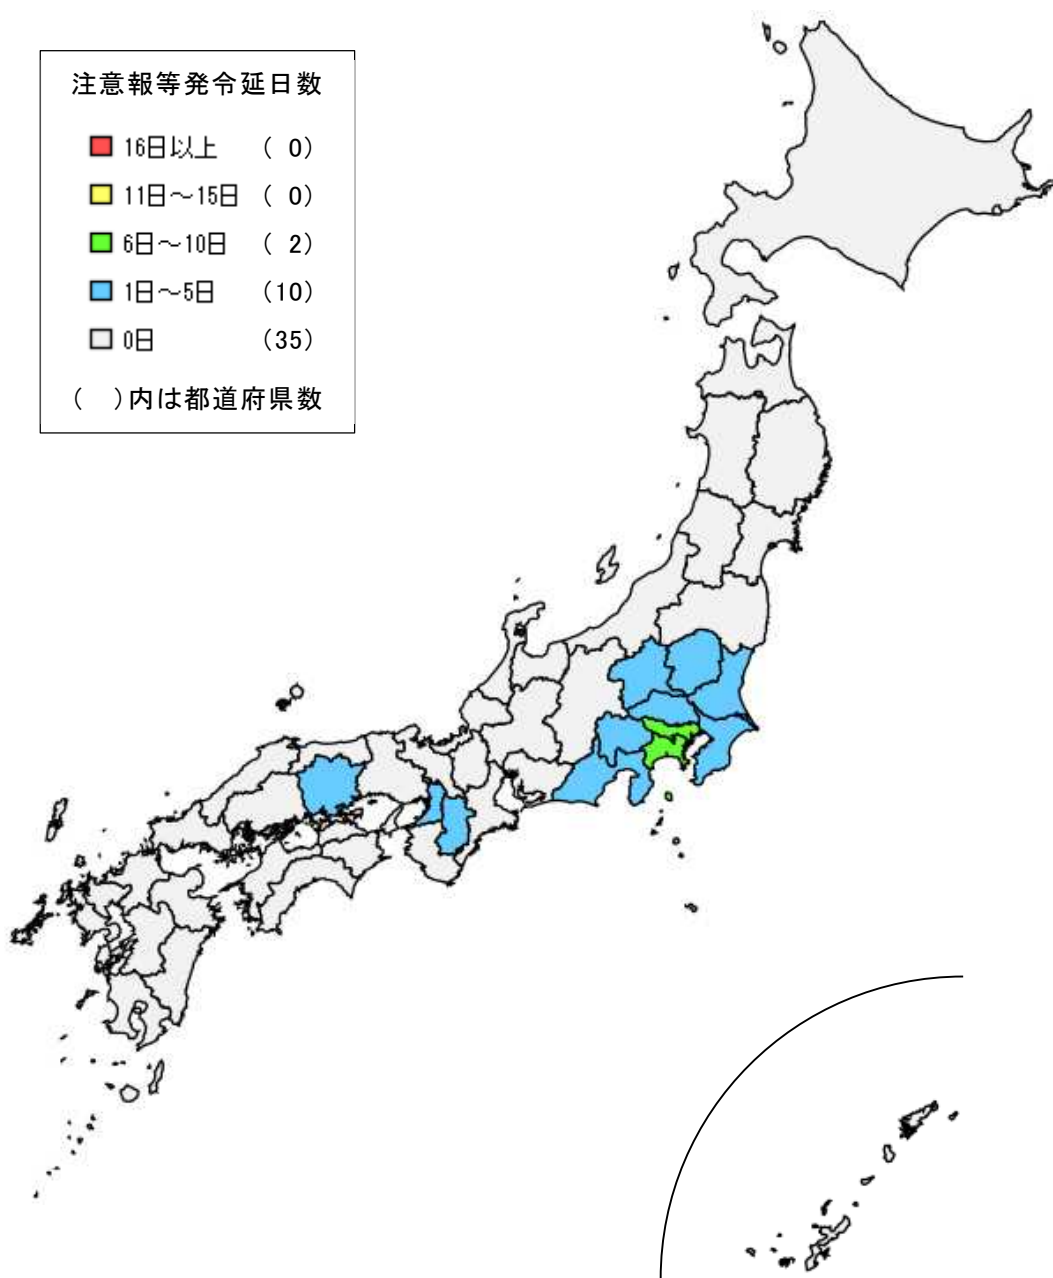 注意報等発令延日数
16日以上 ( 0)
11日～15日 ( 0)
6日～10日 ( 2)
1日～5日 (10)
0日 (35)
( )内は都道府県数